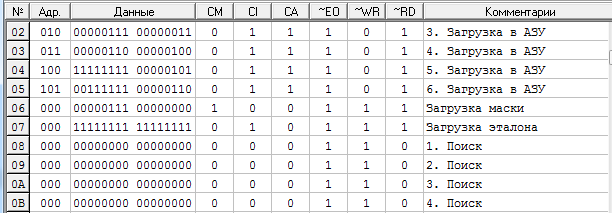 № Адр. Данные CM CI CA ~EO ~WR ~RD Комментарии
02 010 00000111 00000011 0 1 1 1 0 1 3. Загрузка в АЗУ
03 011 00000110 00000100 0 1 1 1 0 1 4. Загрузка в АЗУ
04 100 11111111 00000101 0 1 1 1 0 1 5. Загрузка в АЗУ
05 101 00111111 00000110 0 1 1 1 0 1 6. Загрузка в АЗУ
06 000 00000111 00000000 1 0 0 1 1 1 Загрузка маски
07 000 11111111 11111111 0 1 0 1 1 1 Загрузка эталона
08 000 00000000 00000000 0 0 0 0 1 0 1. Поиск
09 000 00000000 00000000 0 0 0 0 1 0 2. Поиск
0A 000 00000000 00000000 0 0 0 0 1 0 3. Поиск
0B 000 00000000 00000000 0 0 0 0 1 0 4. Поиск